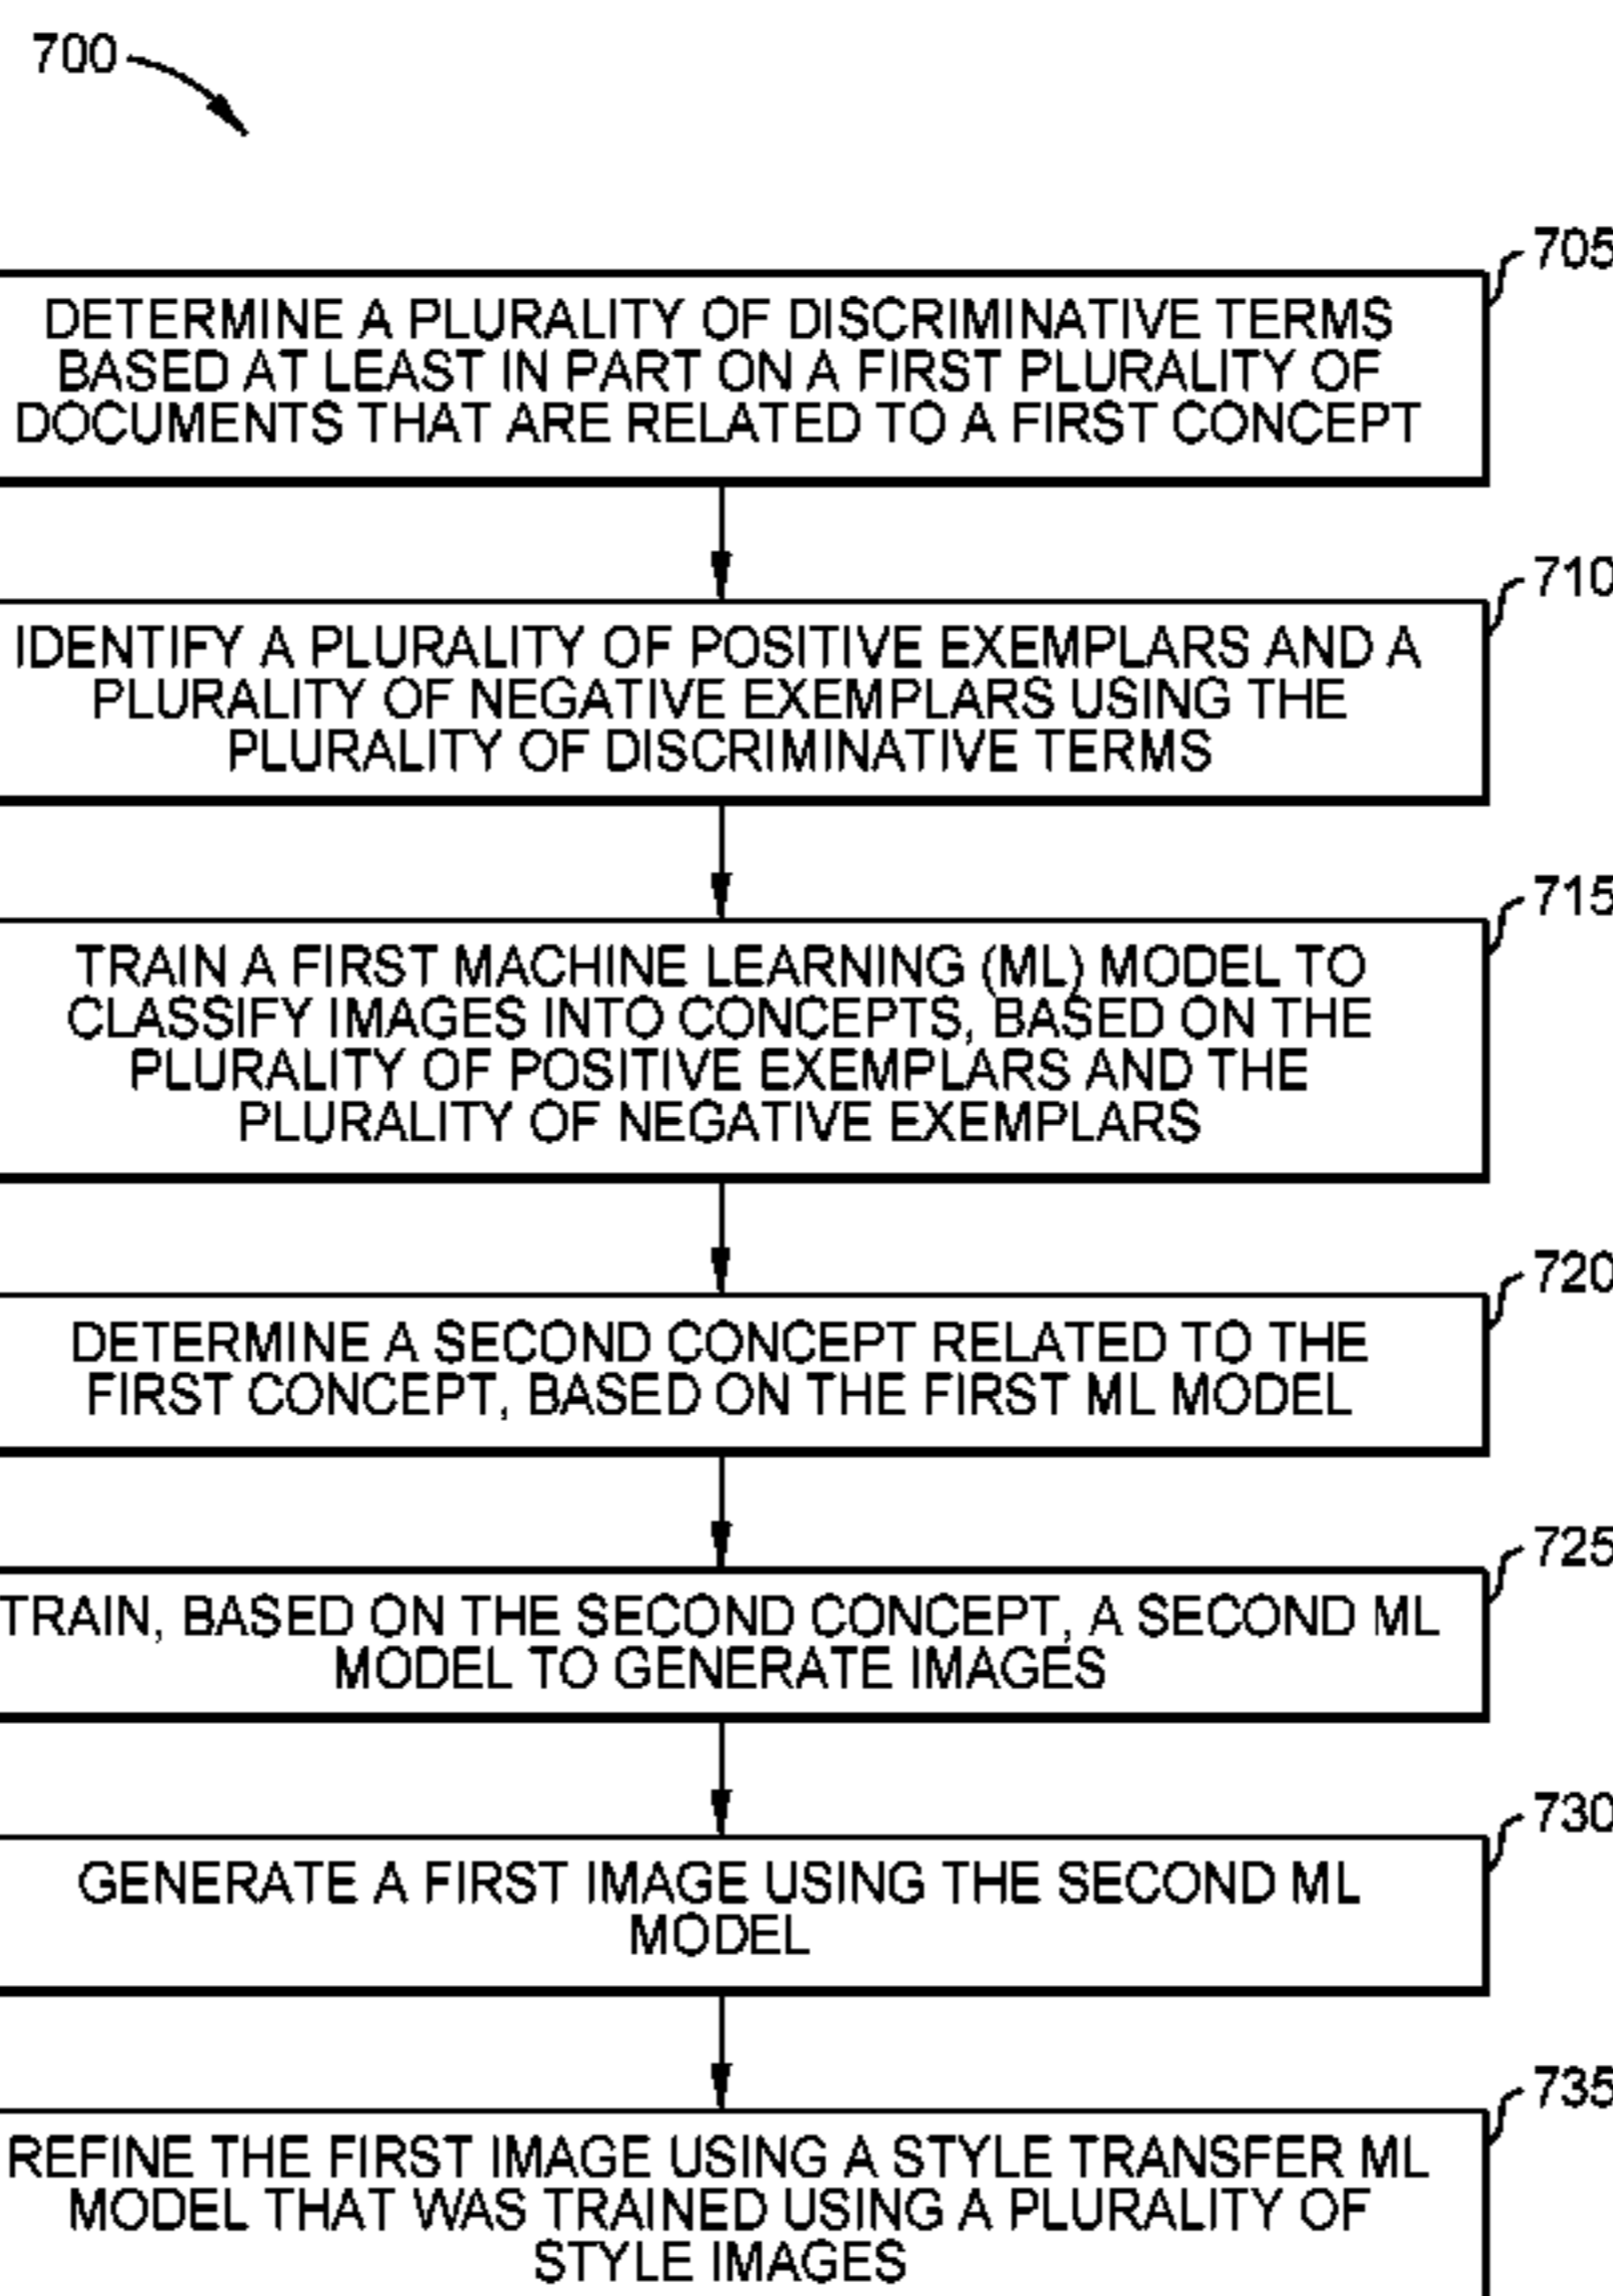 700
705
DETERMINE A PLURALITY OF DISCRIMINATIVE TERMS
BASED AT LEAST IN PART ON A FIRST PLURALITY OF
DOCUMENTS THAT ARE RELATED TO A FIRST CONCEPT
710
IDENTIFY A PLURALITY OF POSITIVE EXEMPLARS AND A
PLURALITY OF NEGATIVE EXEMPLARS USING THE
PLURALITY OF DISCRIMINATIVE TERMS
715
TRAIN A FIRST MACHINE LEARNING (ML) MODEL TO
CLASSIFY IMAGES INTO CONCEPTS, BASED ON THE
PLURALITY OF POSITIVE EXEMPLARS AND THE
PLURALITY OF NEGATIVE EXEMPLARS
720
DETERMINE A SECOND CONCEPT RELATED TO THE
FIRST CONCEPT, BASED ON THE FIRST ML MODEL
725
TRAIN, BASED ON THE SECOND CONCEPT, A SECOND ML
MODEL TO GENERATE IMAGES
730
GENERATE A FIRST IMAGE USING THE SECOND ML
MODEL
735
REFINE THE FIRST IMAGE USING A STYLE TRANSFER ML
MODEL THAT WAS TRAINED USING A PLURALITY OF
STYLE IMAGES